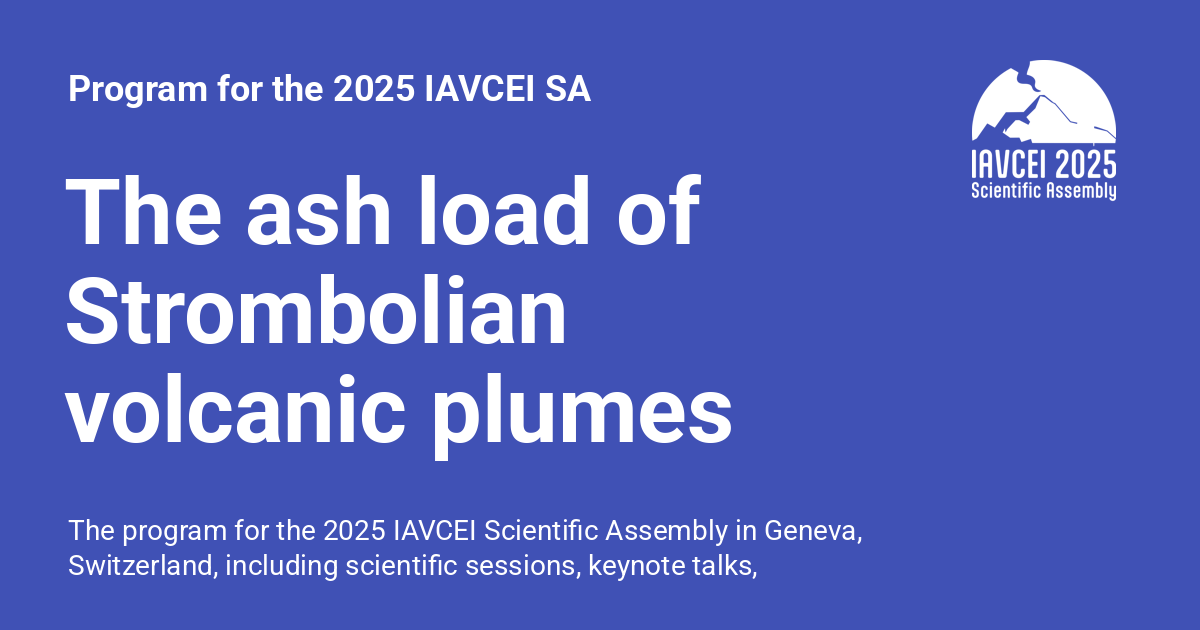 Program for the 2025 IAVCEI SA
IAVCEI 2025
Scientific Assembly
The ash load of
Strombolian
volcanic plumes
The program for the 2025 IAVCEI Scientific Assembly in Geneva,
Switzerland, including scientific sessions, keynote talks,